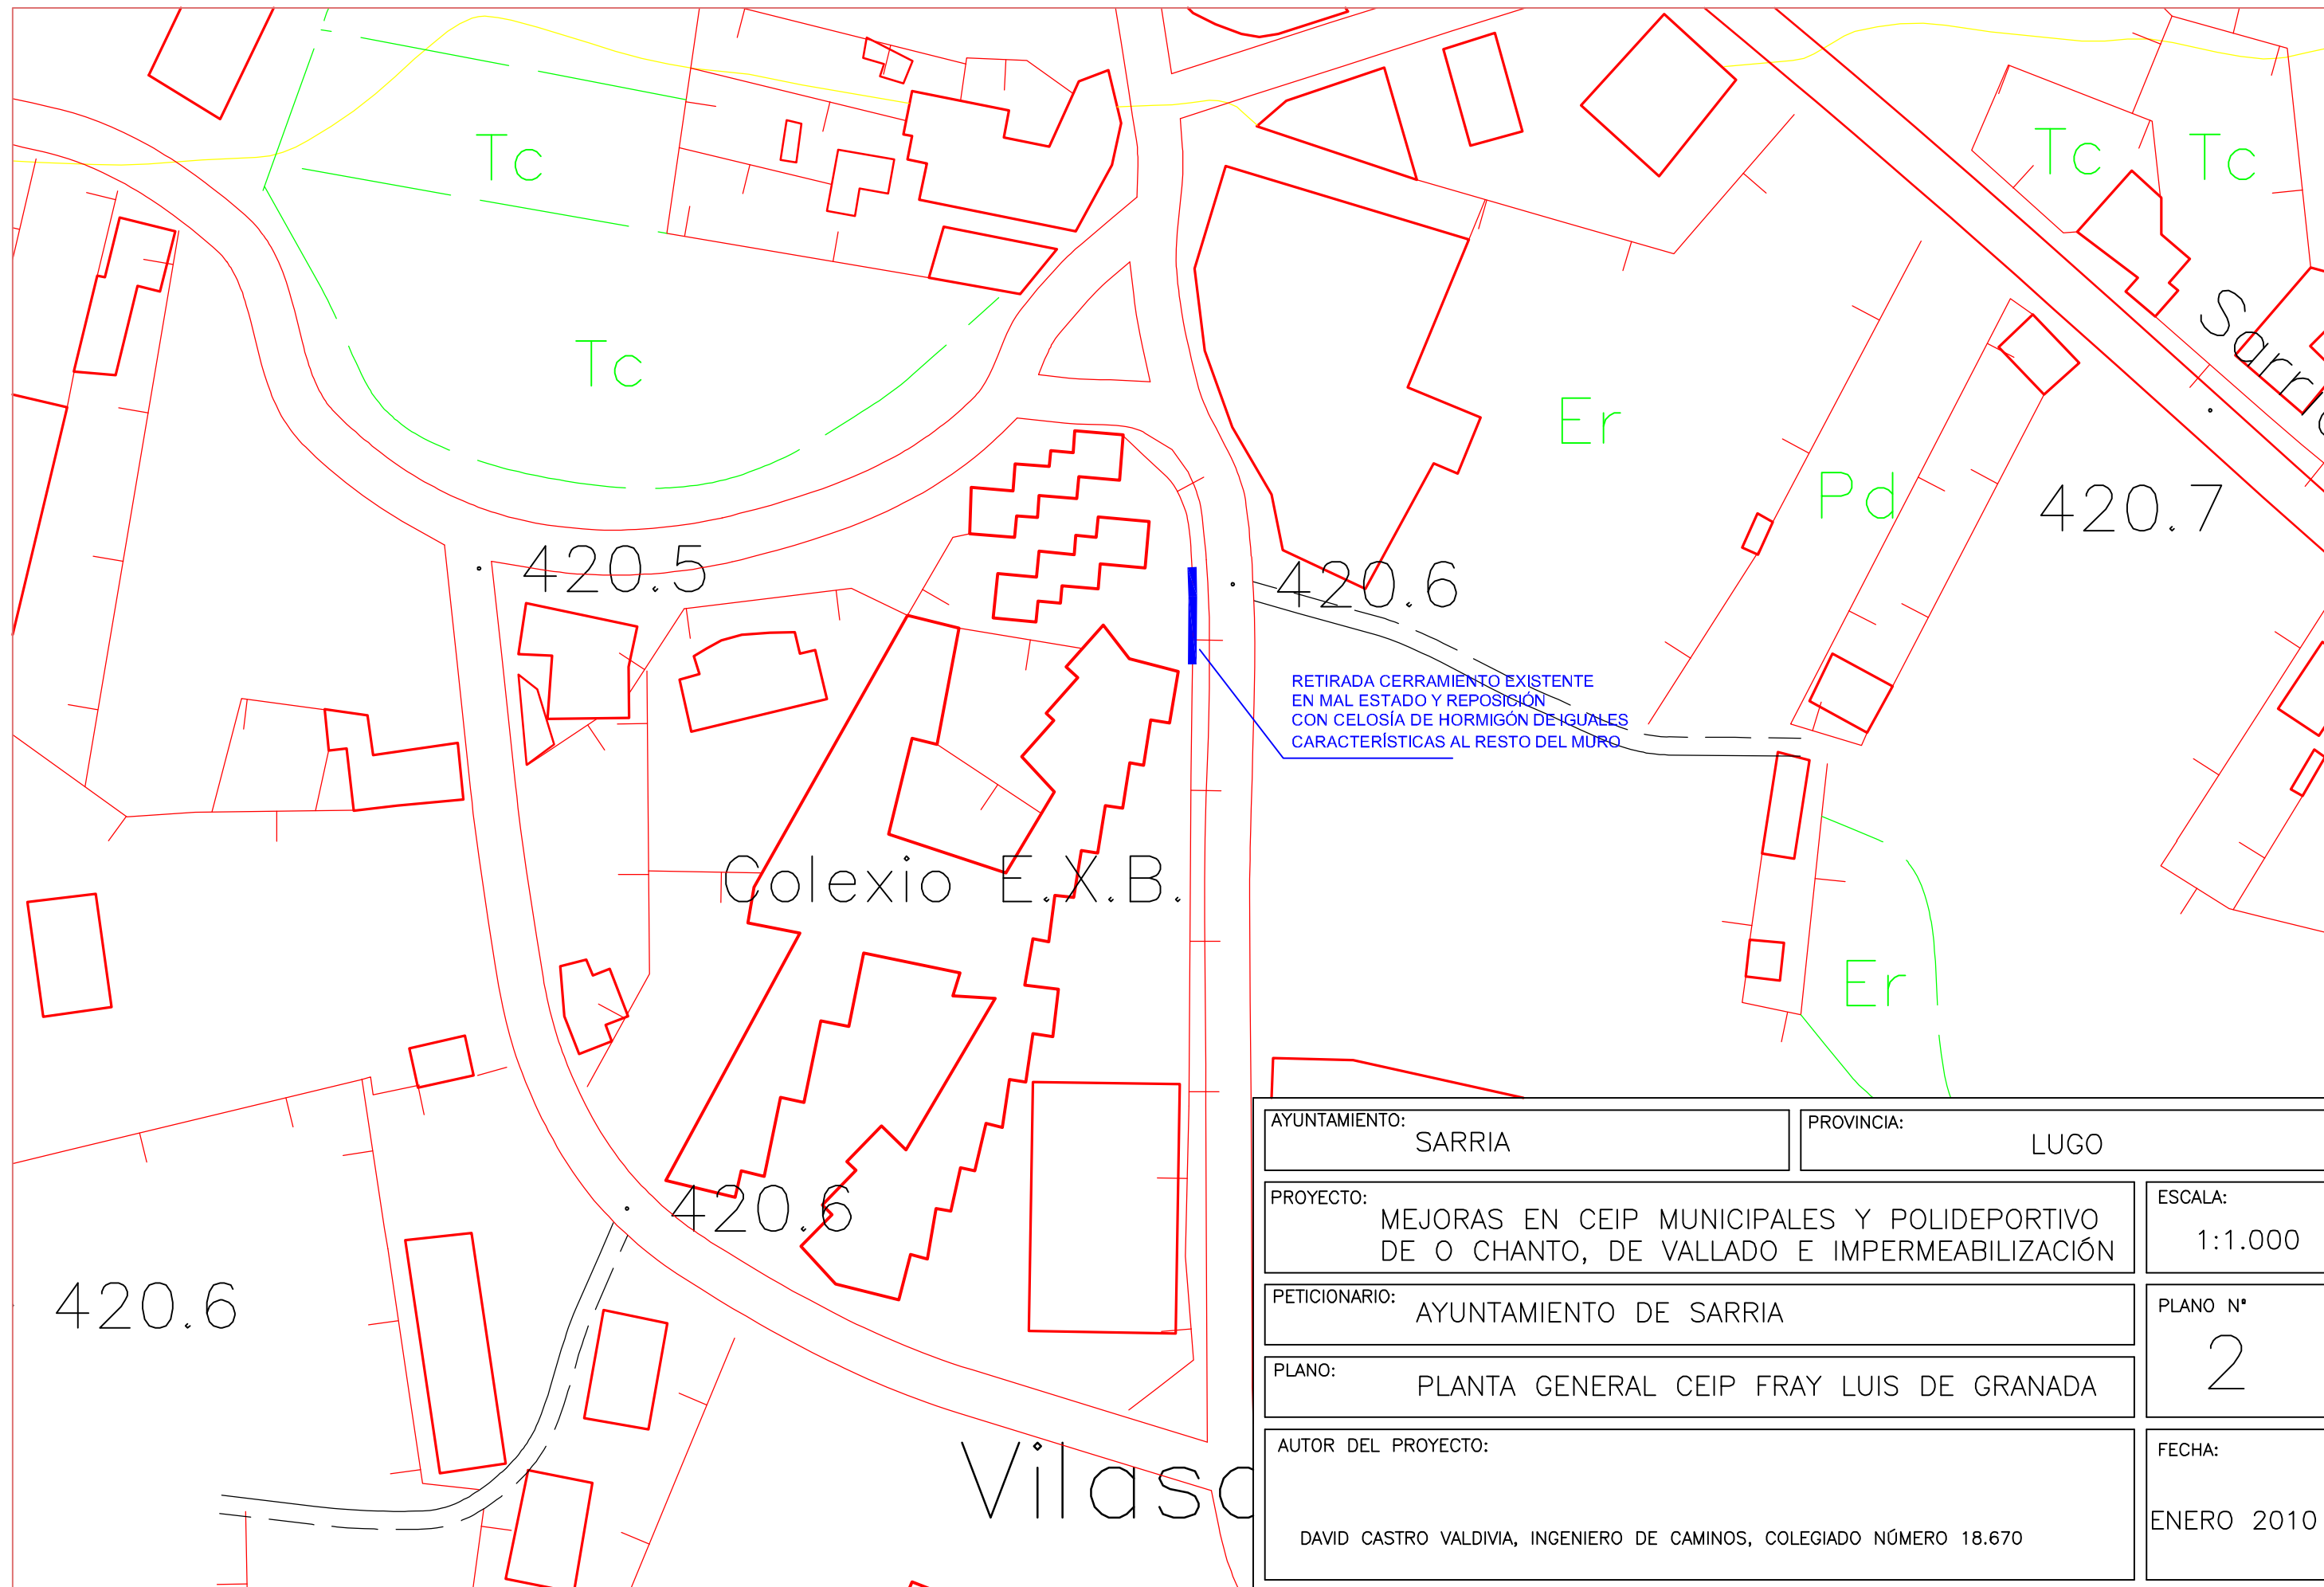 Tc
Tc
Tc
Tc
Er
Pd
420.7
420.5
420.6
RETIRADA CERRAMIENTO EXISTENTE
EN MAL ESTADO Y REPOSICIÓN
CON CELOSÍA DE HORMIGÓN DE IGUALES
CARACTERÍSTICAS AL RESTO DEL MURO
Colexio E.X.B.
Er
420.6
420.6
AYUNTAMIENTO:
SARRIA
PROVINCIA:
LUGO
PROYECTO:
MEJORAS EN CEIP MUNICIPALES Y POLIDEPORTIVO
DE O CHANTO, DE VALLADO E IMPERMEABILIZACIÓN
ESCALA:
1:1.000
PETICIONARIO:
AYUNTAMIENTO DE SARRIA
PLANO Nº
2
PLANO:
PLANTA GENERAL CEIP FRAY LUIS DE GRANADA
AUTOR DEL PROYECTO:
DAVID CASTRO VALDIVIA, INGENIERO DE CAMINOS, COLEGIADO NÚMERO 18.670
FECHA:
ENERO 2010